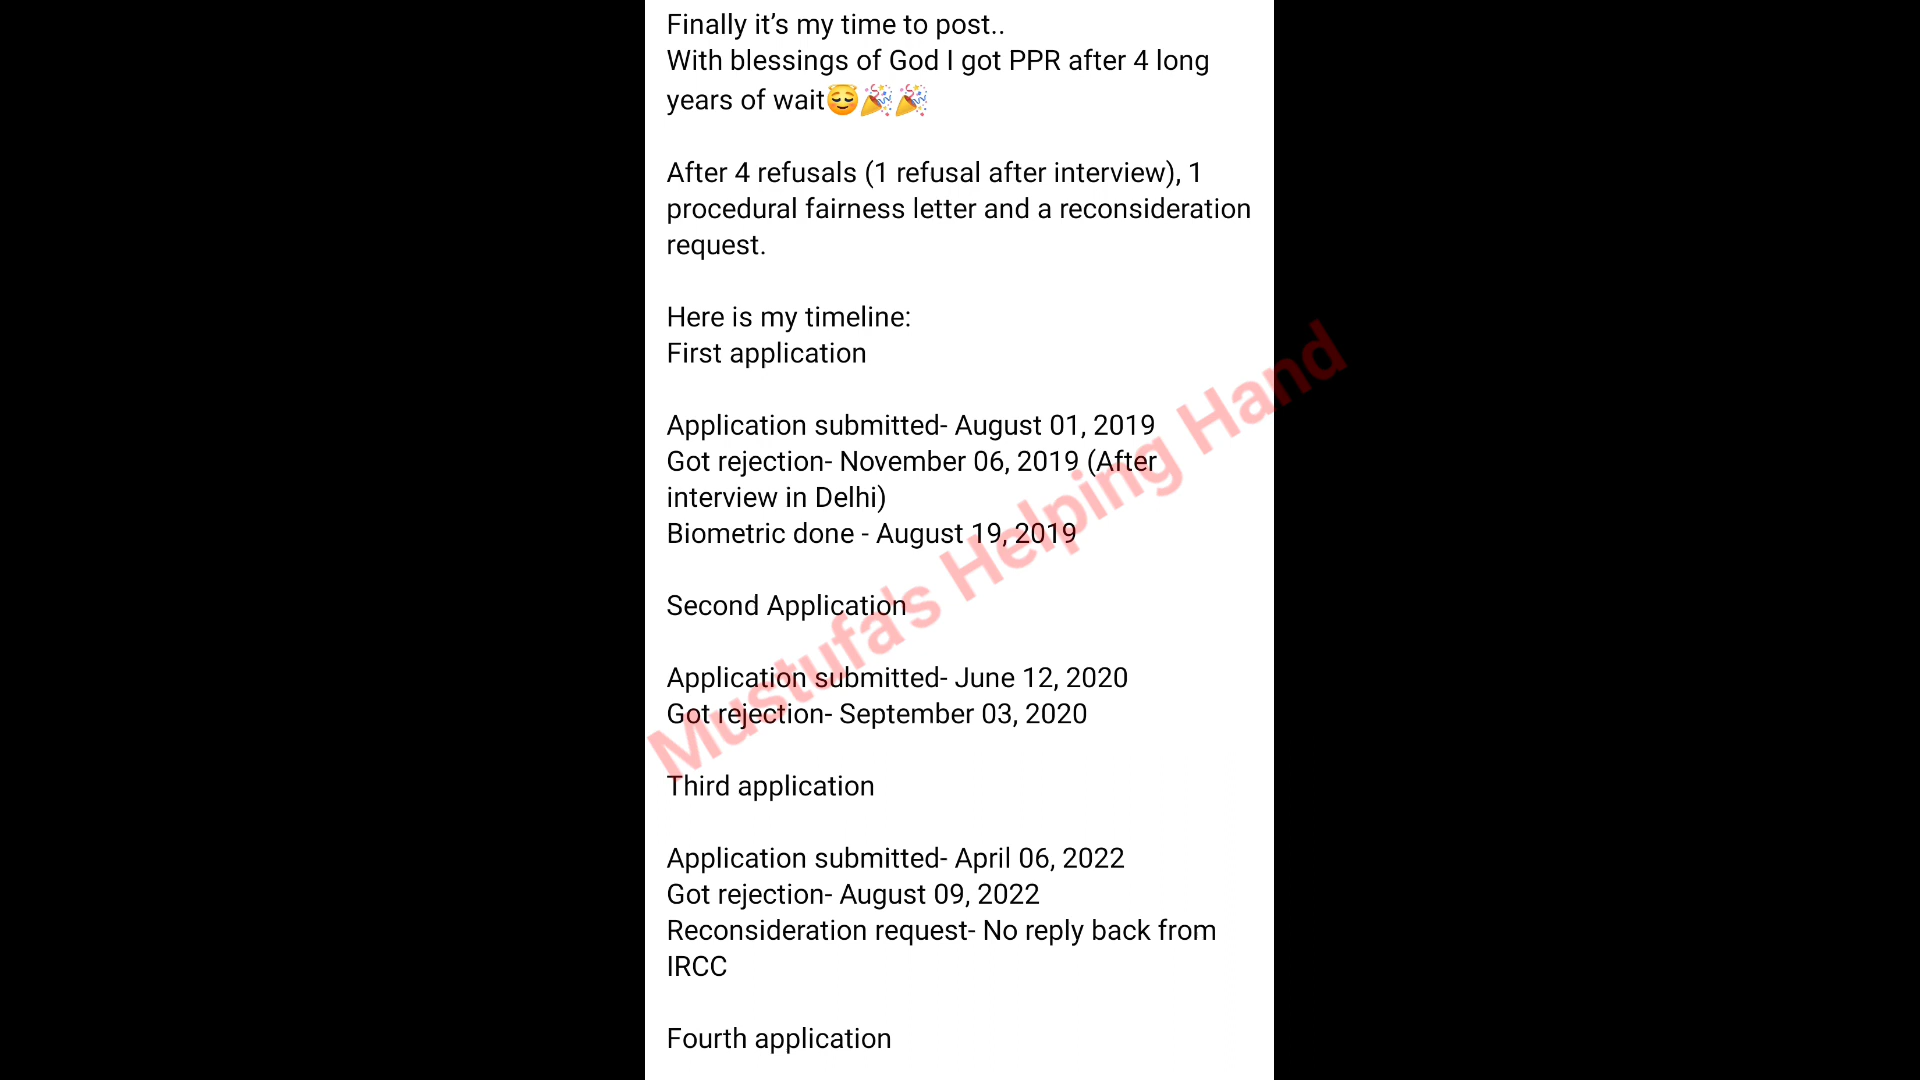 Finally it’s my time to post..
With blessings of God I got PPR after 4 long
years of wait😇🎉🎉
After 4 refusals (1 refusal after interview), 1
procedural fairness letter and a reconsideration
request.
Here is my timeline:
First application
Application submitted- August 01, 2019
Got rejection- November 06, 2019 (After
interview in Delhi)
Biometric done - August 19, 2019
Second Application
Application submitted- June 12, 2020
Got rejection- September 03, 2020
Third application
Application submitted- April 06, 2022
Got rejection- August 09, 2022
Reconsideration request- No reply back from
IRCC
Fourth application
Mustufa's Helping Hand